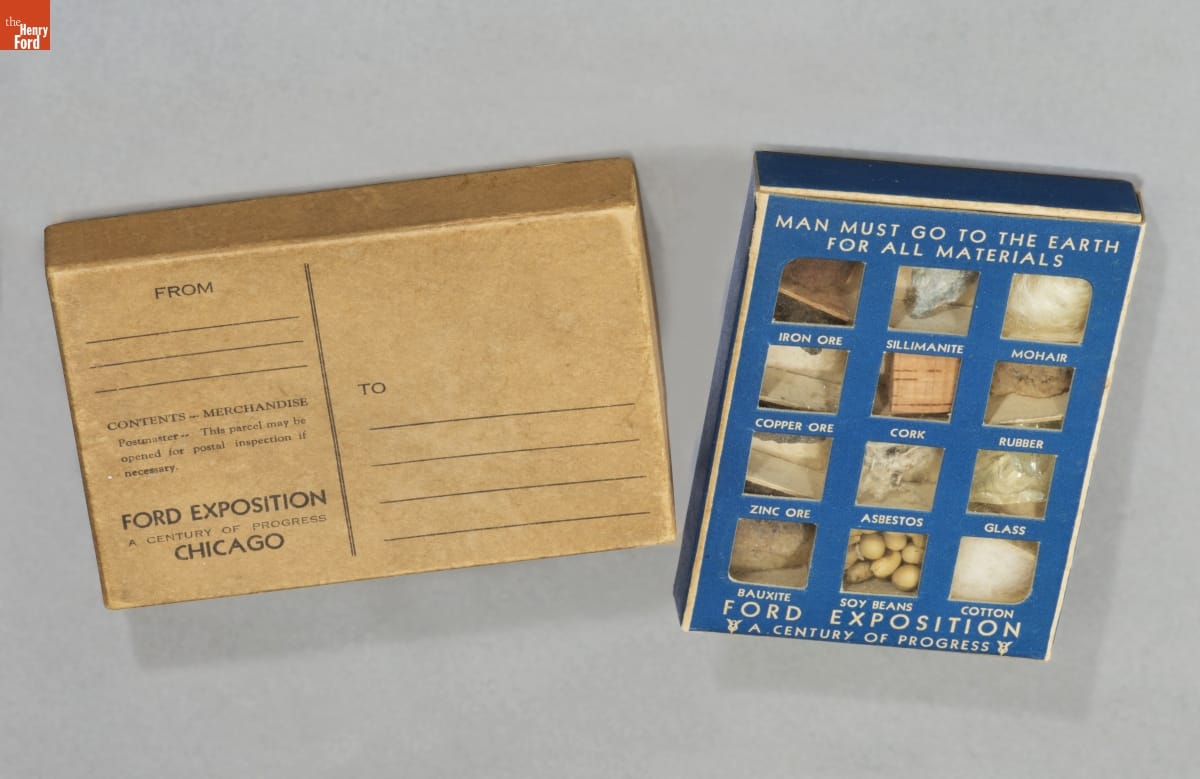 the
Henry
Ford
FROM
CONTENTS -- MERCHANDISE
Postmaster -- This parcel may be
opened for postal inspection if
necessary.
FORD EXPOSITION
A CENTURY OF PROGRESS
CHICAGO
TO
MAN MUST GO TO THE EARTH
FOR ALL MATERIALS
IRON ORE
SILLIMANITE
MOHAIR
COPPER ORE
CORK
RUBBER
ZINC ORE
ASBESTOS
GLASS
BAUXITE
SOY BEANS
COTTON
FORD EXPOSITION
A CENTURY OF PROGRESS